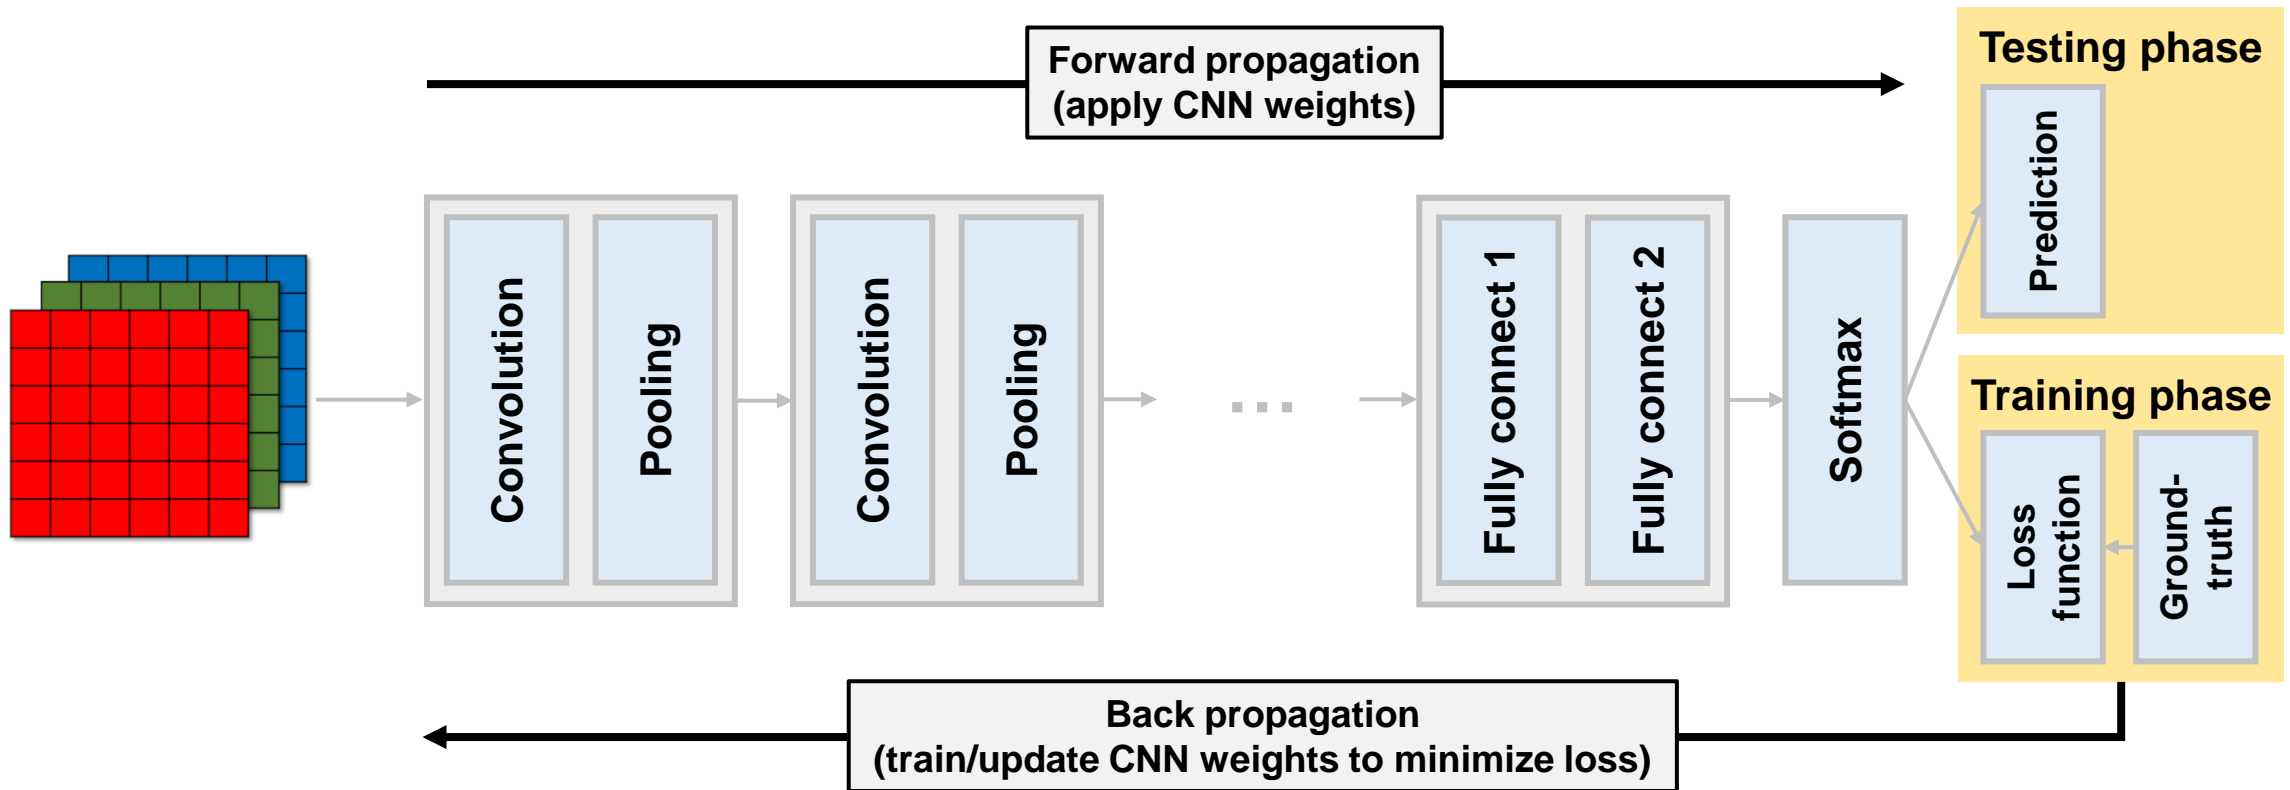 Forward propagation
(apply CNN weights)
Testing phase
Prediction
Convolution
Pooling
Convolution
Pooling
...
Fully connect 1
Fully connect 2
Softmax
Training phase
Loss
function
Ground-
truth
Back propagation
(train/update CNN weights to minimize loss)